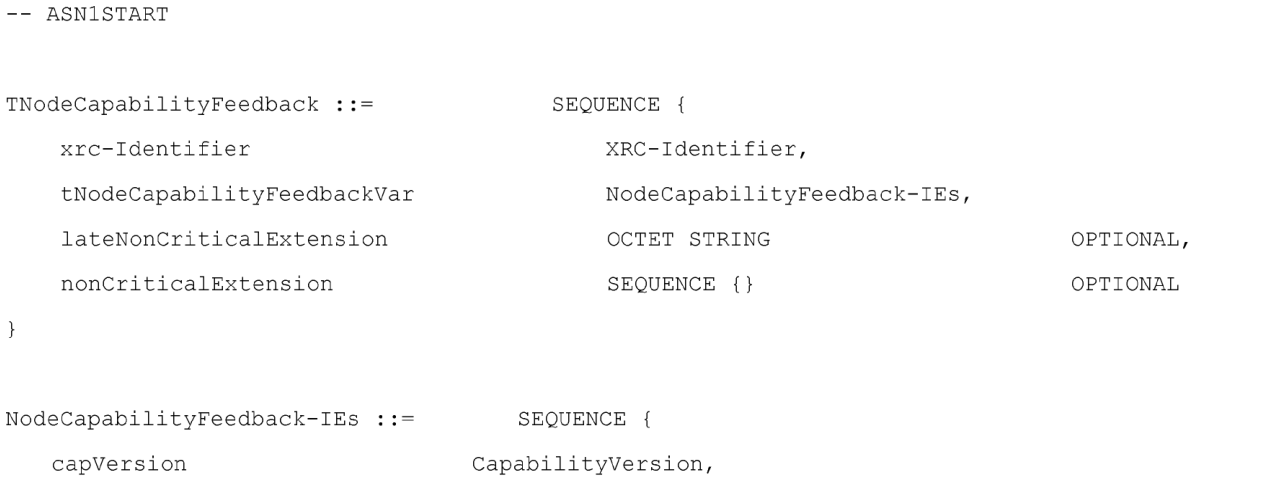 -- ASN1START
TNodeCapabilityFeedback ::= SEQUENCE {
xrc-Identifier XRC-Identifier,
tNodeCapabilityFeedbackVar NodeCapabilityFeedback-IEs,
lateNonCriticalExtension OCTET STRING OPTIONAL,
nonCriticalExtension SEQUENCE {} OPTIONAL
}
NodeCapabilityFeedback-IEs ::= SEQUENCE {
capVersion CapabilityVersion,